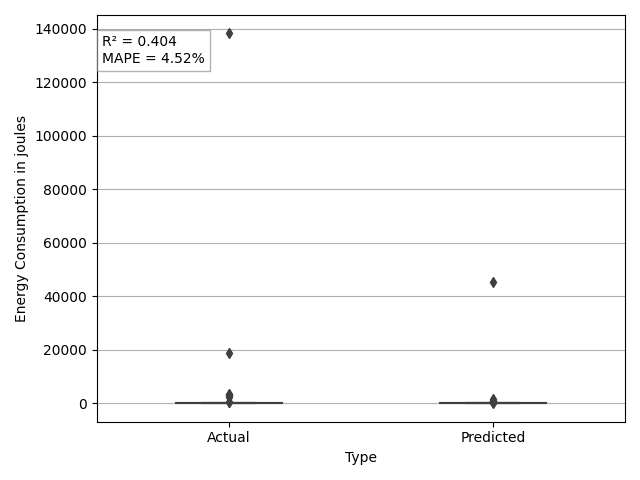 R² = 0.404
MAPE = 4.52%
140000
120000
100000
80000
60000
40000
20000
0
Energy Consumption in joules
Actual
Predicted
Type